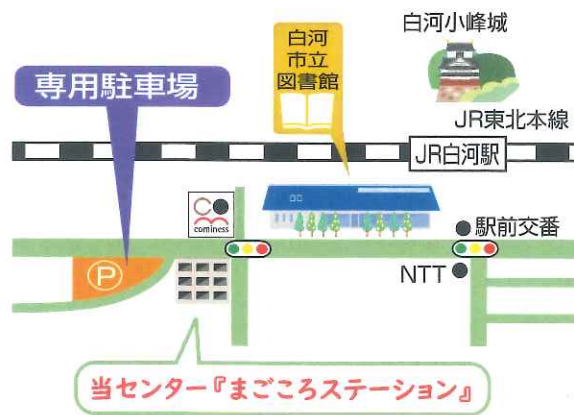 白河小峰城
白河
市立
図書館
専用駐車場
JR東北本線
JR白河駅
cominess
駅前交番
NTT
P
当センター『まごころステーション』